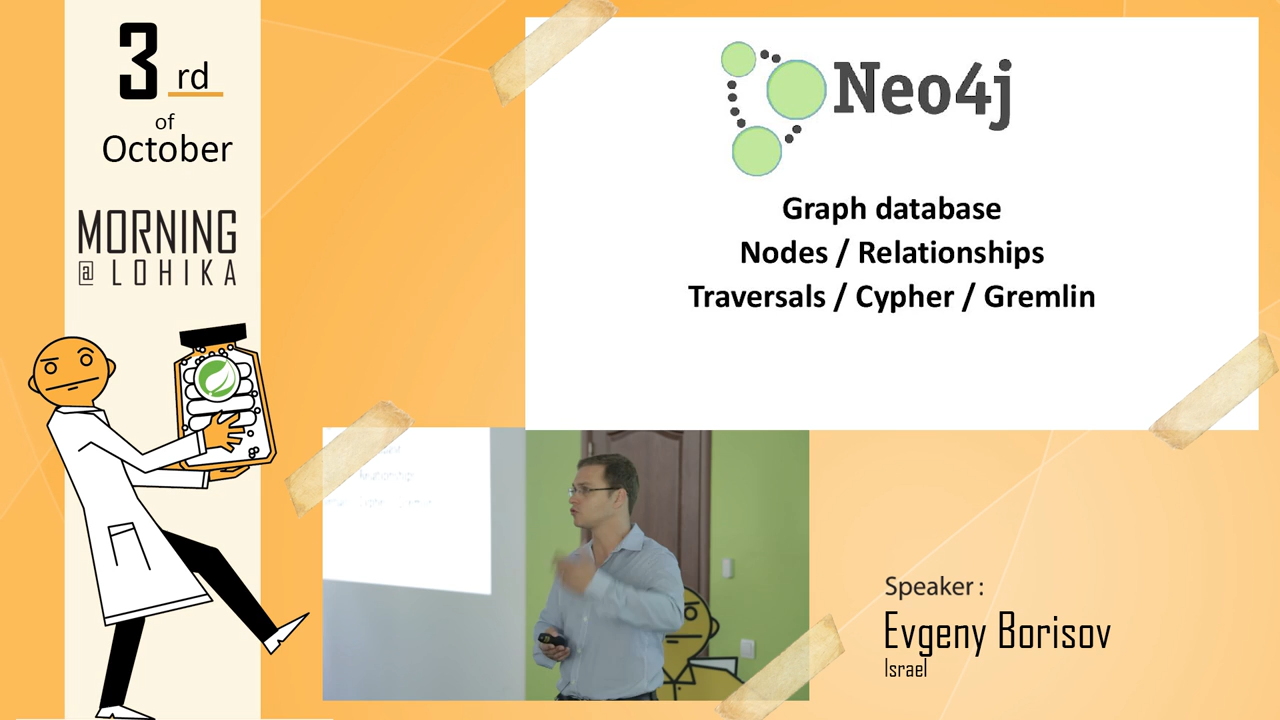 3 rd
of
October
MORNING
@ LOHIKA
Neo4j
Graph database
Nodes / Relationships
Traversals / Cypher / Gremlin
Speaker :
Evgeny Borisov
Israel